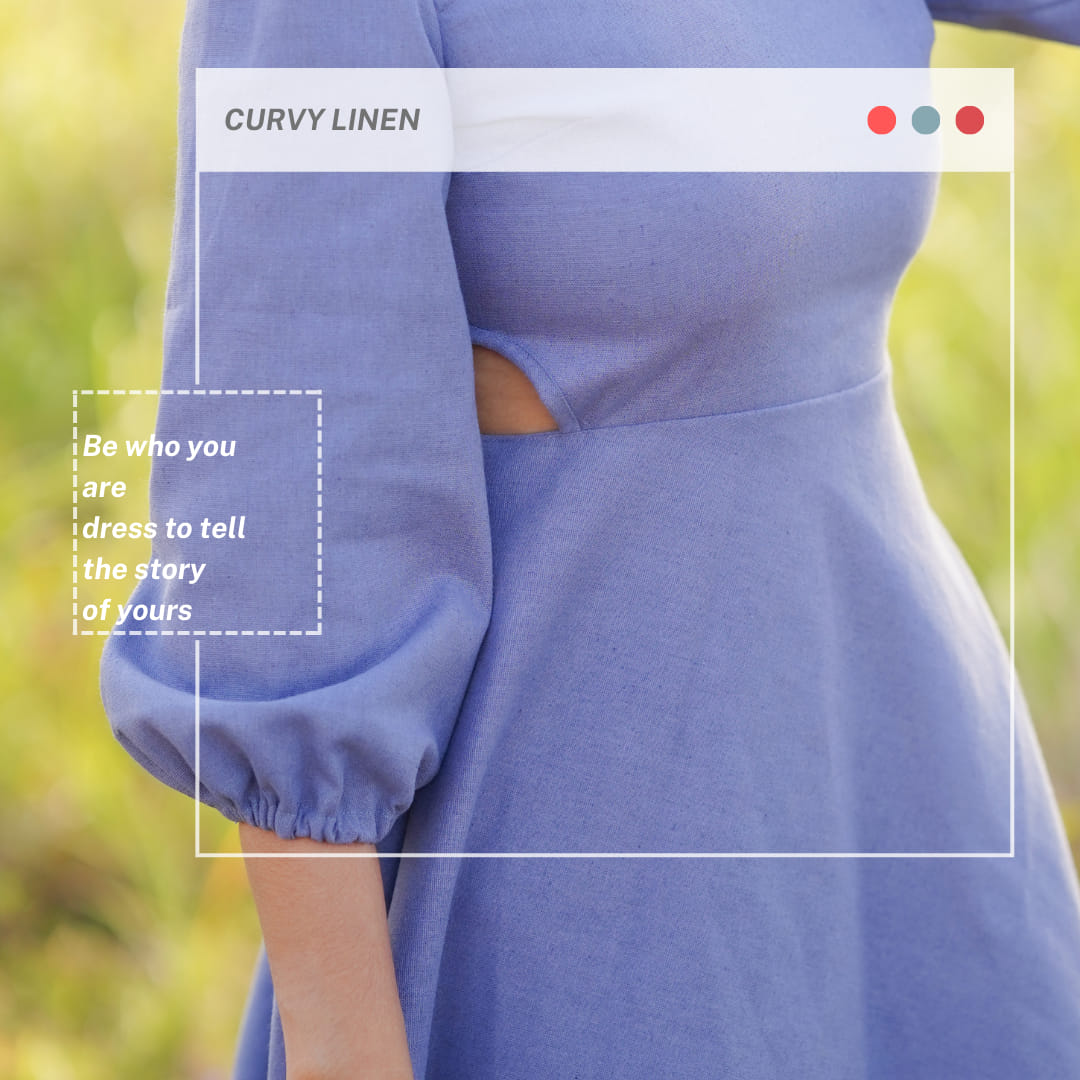 CURVY LINEN
Be who you
are
dress to tell
the story
of yours